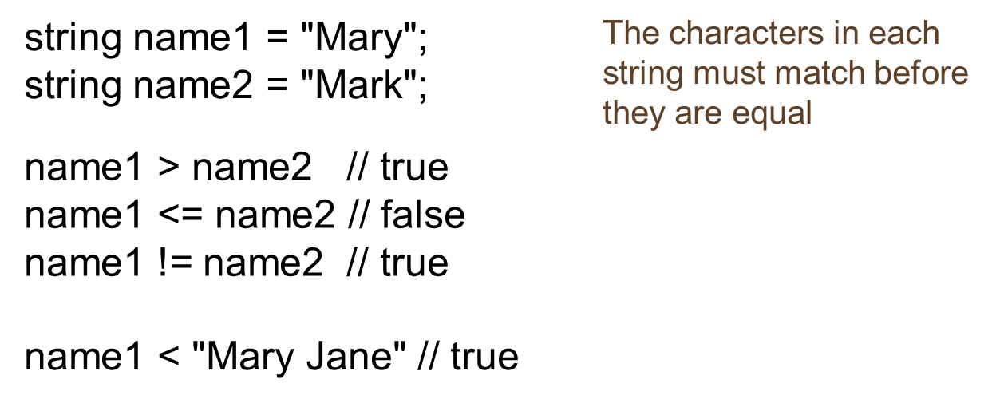 string name1 = "Mary";
string name2 = "Mark";
The characters in each
string must match before
they are equal
name1 > name2 // true
name1 <= name2 // false
name1 != name2 // true
name1 < "Mary Jane" // true